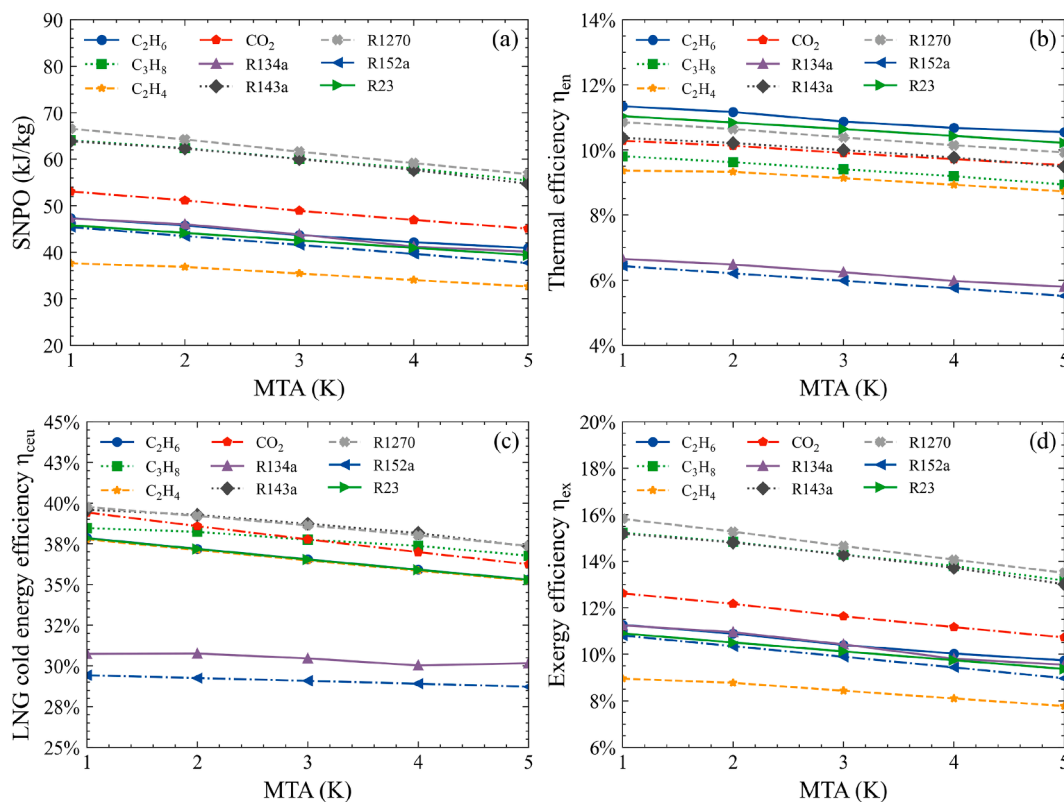 90
80
70
60
50
40
30
20
SNPO (kJ/kg)
C₂H₆ CO₂ R1270
C₃H₈ R134a R152a
C₂H₄ R143a R23
(a)
1 2 3 4 5
MTA (K)
12%
10%
8%
6%
4%
Thermal efficiency η_en
C₂H₆ CO₂ R1270
C₃H₈ R134a R152a
C₂H₄ R143a R23
(b)
1 2 3 4 5
MTA (K)
45%
43%
40%
38%
35%
32%
30%
28%
25%
LNG cold energy efficiency η_ceu
C₂H₆ CO₂ R1270
C₃H₈ R134a R152a
C₂H₄ R143a R23
(c)
1 2 3 4 5
MTA (K)
20%
18%
16%
14%
12%
10%
8%
6%
Exergy efficiency η_ex
C₂H₆ CO₂ R1270
C₃H₈ R134a R152a
C₂H₄ R143a R23
(d)
1 2 3 4 5
MTA (K)